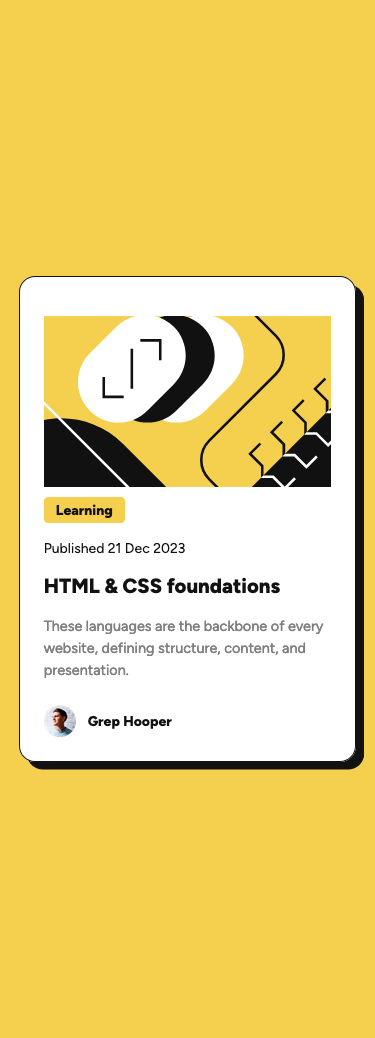 Learning
Published 21 Dec 2023
HTML & CSS foundations
These languages are the backbone of every
website, defining structure, content, and
presentation.
Grep Hooper